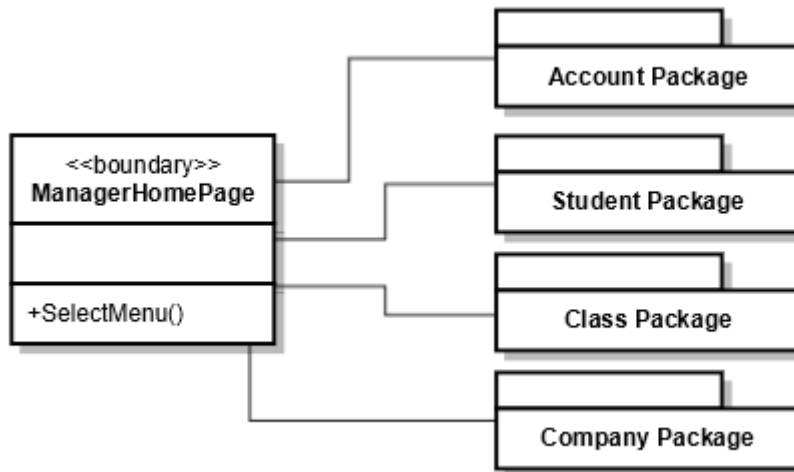 <<boundary>>
ManagerHomePage
+SelectMenu()
Account Package
Student Package
Class Package
Company Package